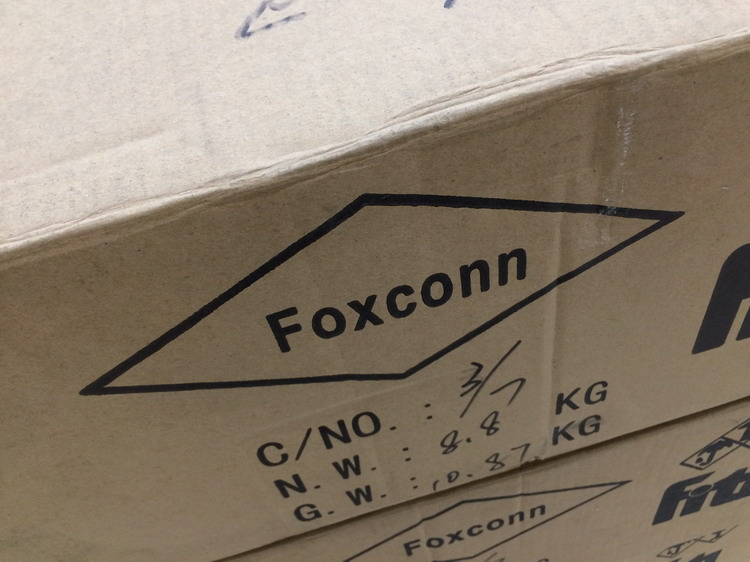 Foxconn
C/NO. : 3/7
N. W. : 8.8 KG
G. W. : 10.87 KG
Foxconn